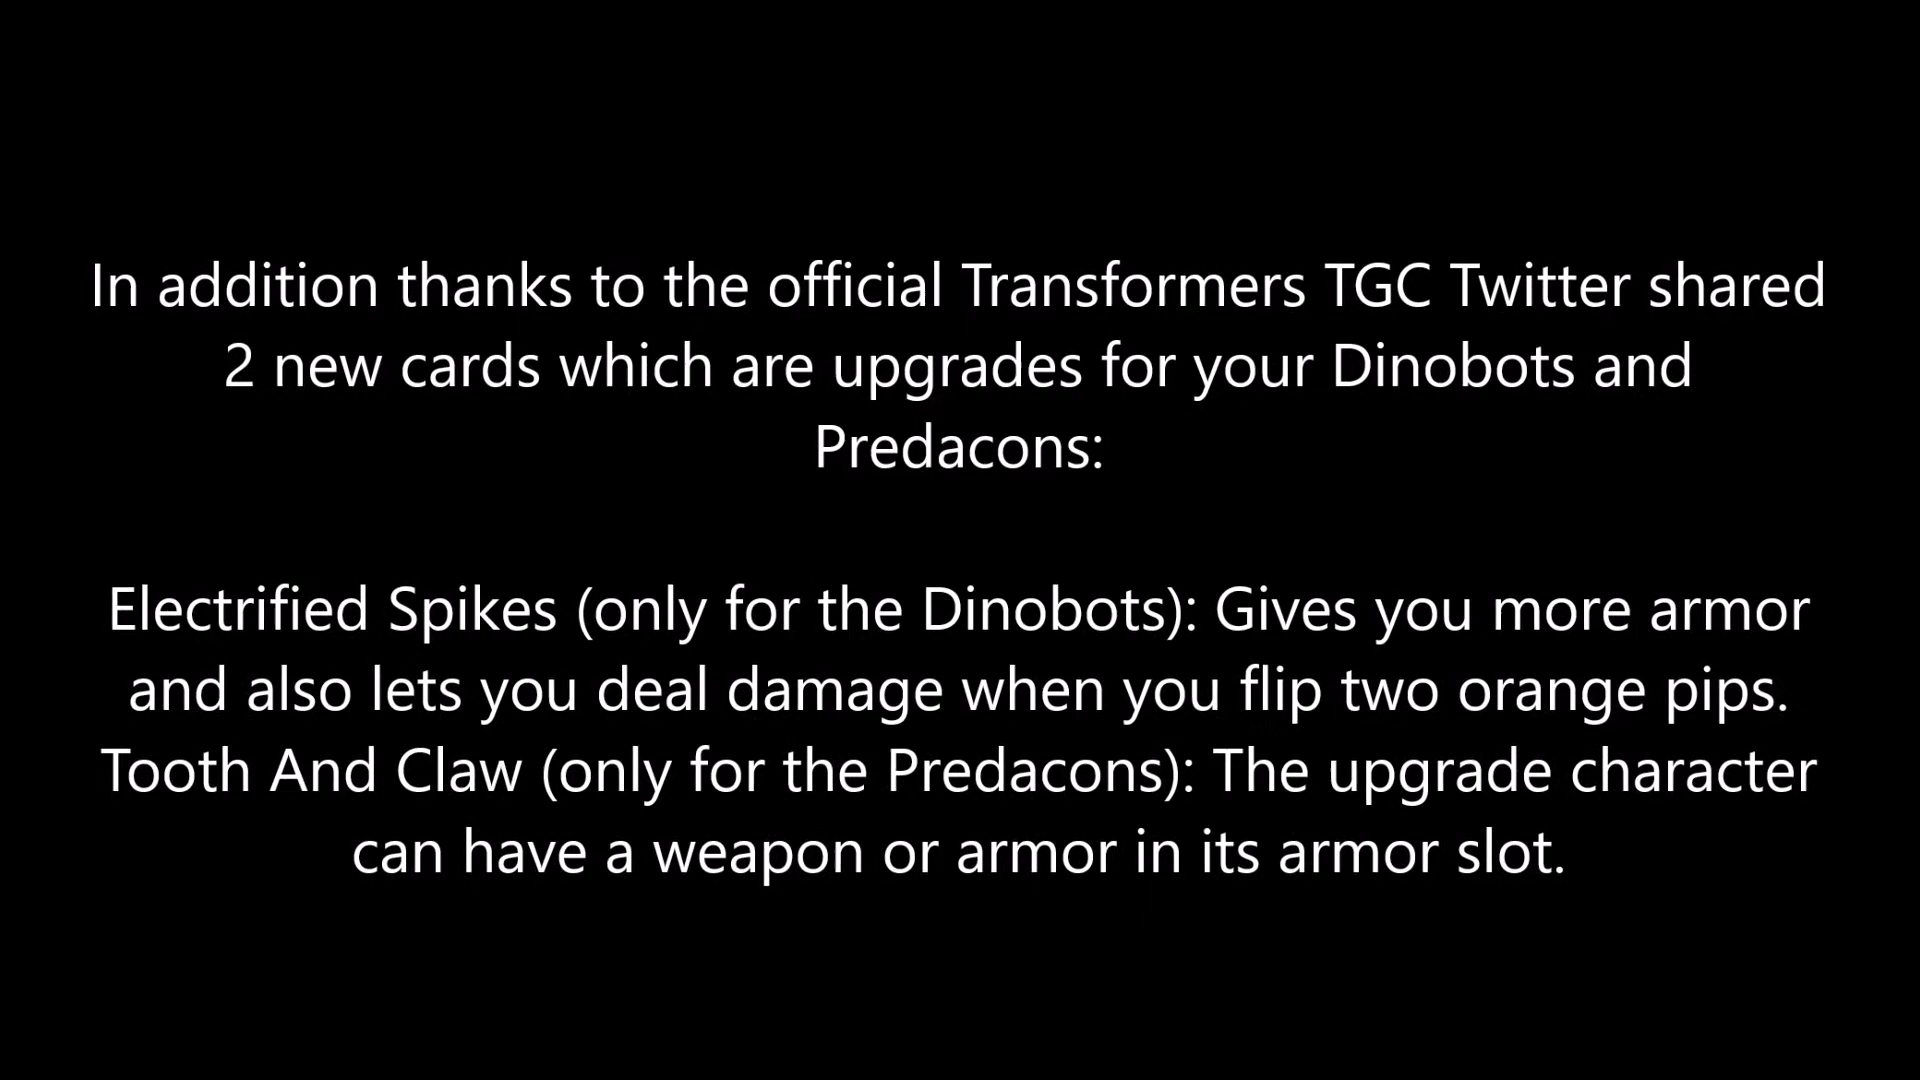 In addition thanks to the official Transformers TGC Twitter shared
2 new cards which are upgrades for your Dinobots and
Predacons:
Electrified Spikes (only for the Dinobots): Gives you more armor
and also lets you deal damage when you flip two orange pips.
Tooth And Claw (only for the Predacons): The upgrade character
can have a weapon or armor in its armor slot.